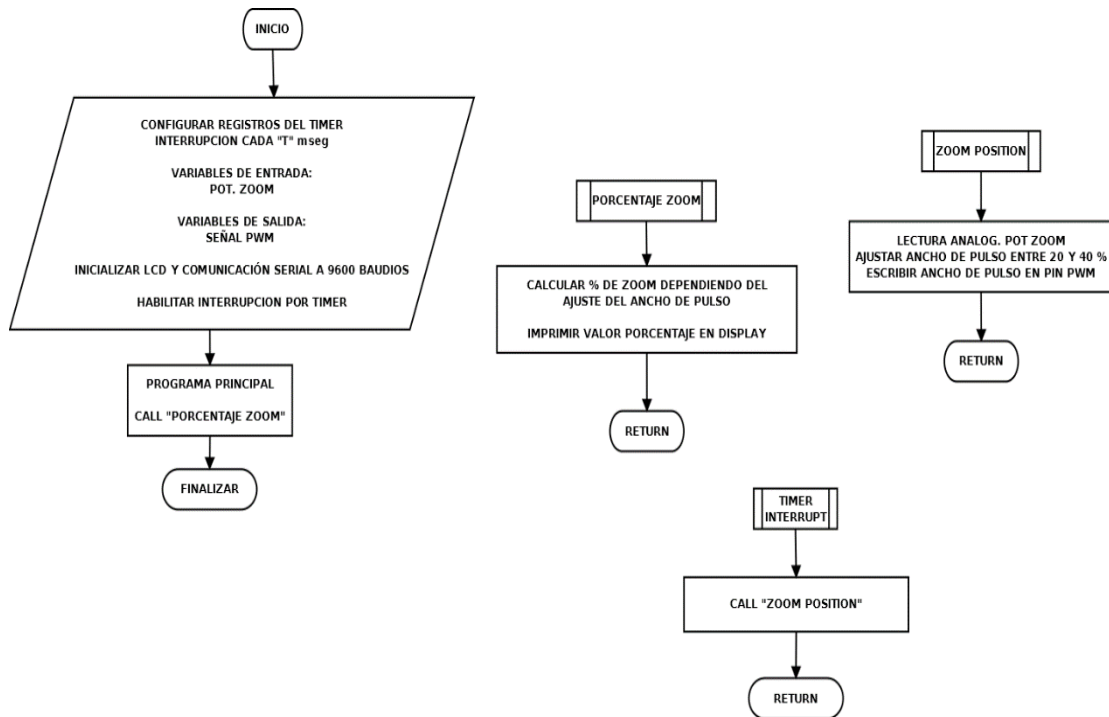 INICIO
CONFIGURAR REGISTROS DEL TIMER
INTERRUPCION CADA "T" mseg
VARIABLES DE ENTRADA:
POT. ZOOM
VARIABLES DE SALIDA:
SEÑAL PWM
INICIALIZAR LCD Y COMUNICACIÓN SERIAL A 9600 BAUDIOS
HABILITAR INTERRUPCION POR TIMER
PROGRAMA PRINCIPAL
CALL "PORCENTAJE ZOOM"
FINALIZAR
PORCENTAJE ZOOM
CALCULAR % DE ZOOM DEPENDIENDO DEL
AJUSTE DEL ANCHO DE PULSO
IMPRIMIR VALOR PORCENTAJE EN DISPLAY
RETURN
ZOOM POSITION
LECTURA ANALOG. POT ZOOM
AJUSTAR ANCHO DE PULSO ENTRE 20 Y 40 %
ESCRIBIR ANCHO DE PULSO EN PIN PWM
RETURN
TIMER
INTERRUPT
CALL "ZOOM POSITION"
RETURN